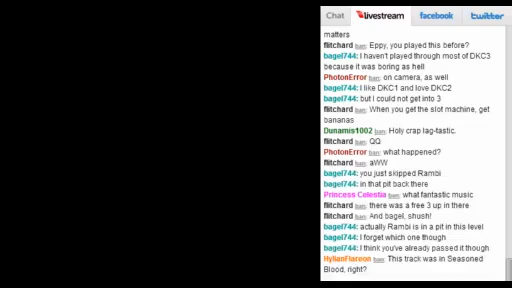 Chat livestream facebook twitter
matters
flitchard ban: Eppy, you played this before?
bagel744: I haven't played through most of DKC3
because it was boring as hell
PhotonError ban: on camera, as well
bagel744: I like DKC1 and love DKC2
bagel744: but I could not get into 3
flitchard ban: When you get the slot machine, get
bananas
Dunamis1002 ban: Holy crap lag-tastic.
flitchard ban: QQ
PhotonError ban: what happened?
flitchard ban: aWW
bagel744: you just skipped Rambi
bagel744: in that pit back there
Princess Celestia ban: what fantastic music
flitchard ban: there was a free 3 up in there
flitchard ban: And bagel, shush!
bagel744: actually Rambi is in a pit in this level
bagel744: I forget which one though
bagel744: I think you've already passed it though
HylianFlareon ban: This track was in Seasoned
Blood, right?